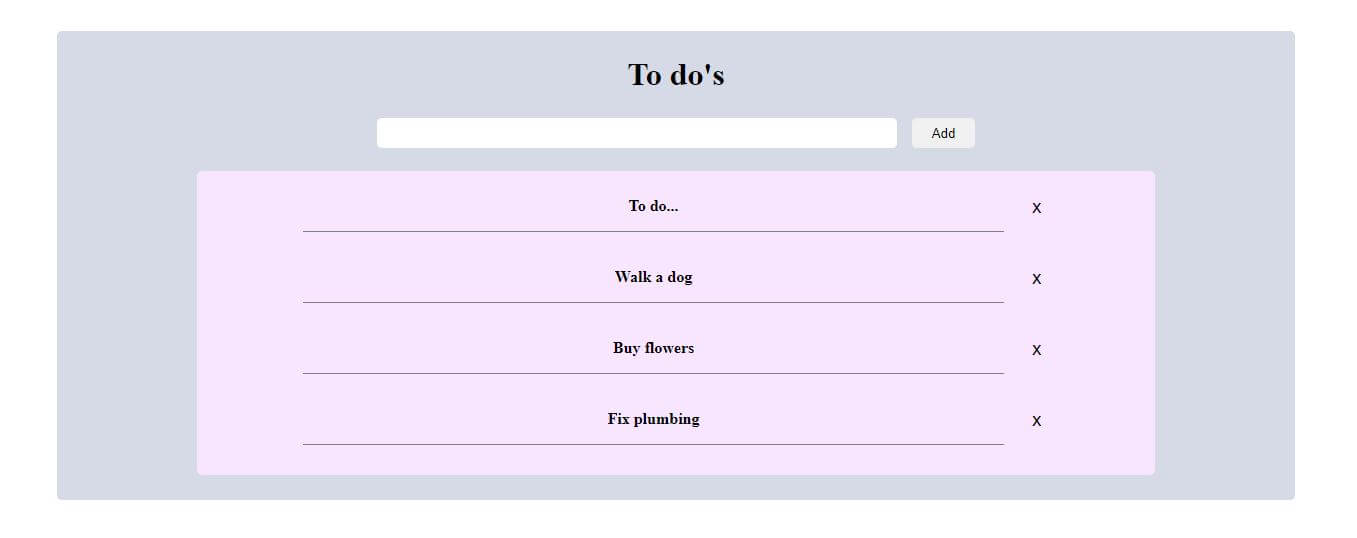 To do's
Add
To do... X
Walk a dog X
Buy flowers X
Fix plumbing X